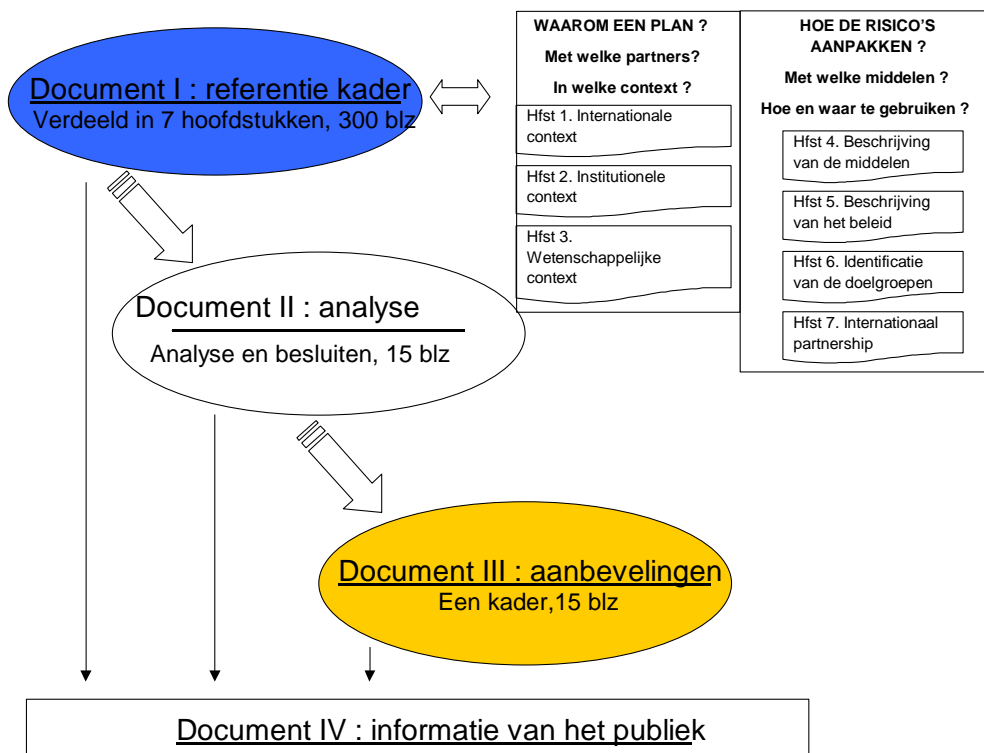 Document I : referentie kader
Verdeeld in 7 hoofdstukken, 300 blz
WAAROM EEN PLAN ?
Met welke partners?
In welke context ?
Hfst 1. Internationale
context
Hfst 2. Institutionele
context
Hfst 3.
Wetenschappelijke
context
HOE DE RISICO'S
AANPAKKEN ?
Met welke middelen ?
Hoe en waar te gebruiken ?
Hfst 4. Beschrijving
van de middelen
Hfst 5. Beschrijving
van het beleid
Hfst 6. Identificatie
van de doelgroepen
Hfst 7. Internationaal
partnership
Document II : analyse
Analyse en besluiten, 15 blz
Document III : aanbevelingen
Een kader,15 blz
Document IV : informatie van het publiek